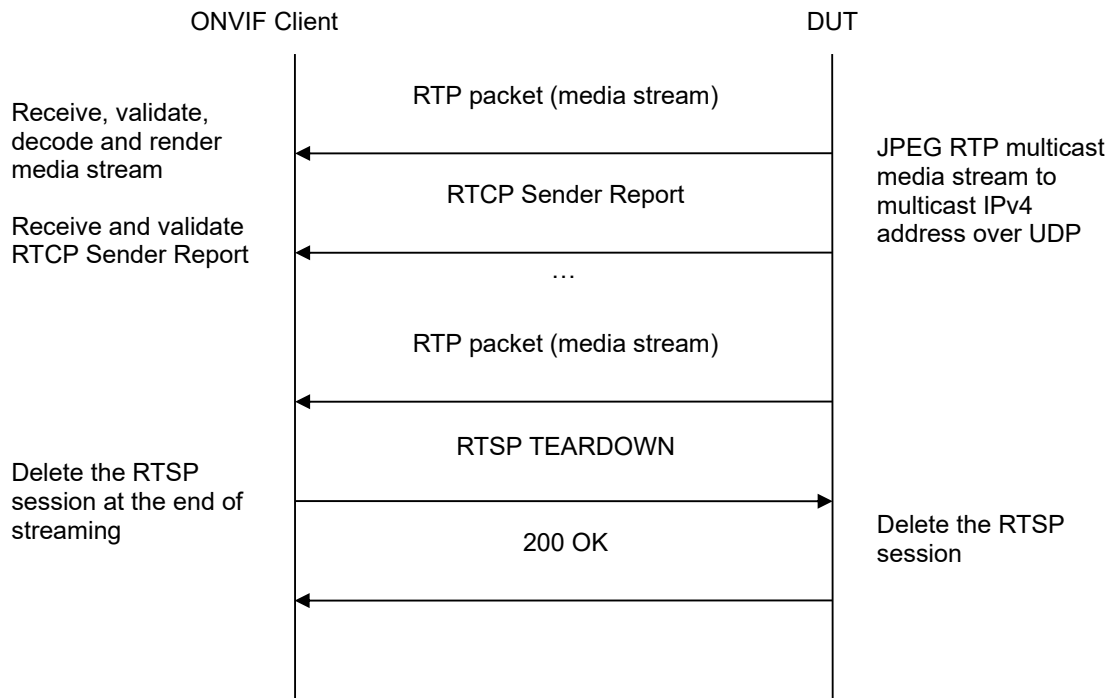 ONVIF Client
DUT
RTP packet (media stream)
Receive, validate,
decode and render
media stream
JPEG RTP multicast
media stream to
multicast IPv4
address over UDP
RTCP Sender Report
Receive and validate
RTCP Sender Report
…
RTP packet (media stream)
RTSP TEARDOWN
Delete the RTSP
session at the end of
streaming
Delete the RTSP
session
200 OK